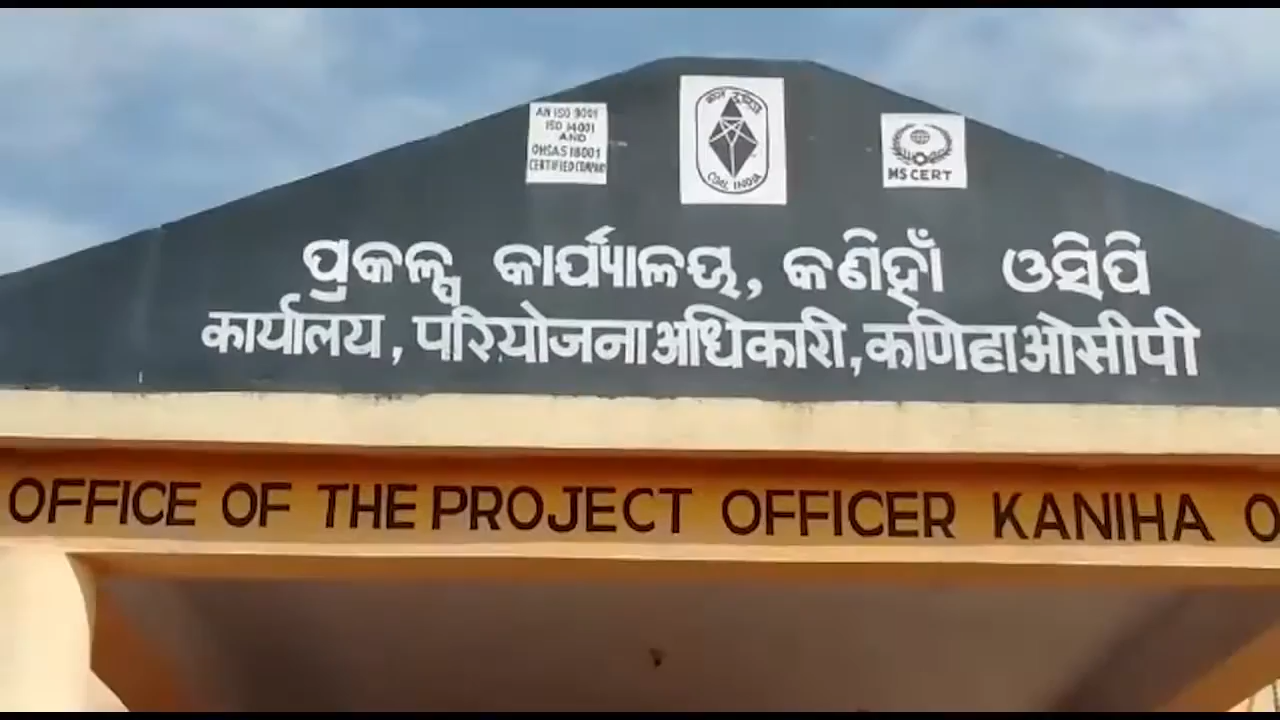 AN ISO 9001
ISO 14001
AND
OHSAS 18001
CERTIFIED COMPANY
COAL INDIA
MS CERT
ପ୍ରକଳ୍ପ କାର୍ଯ୍ୟାଳୟ, କଣିହାଁ ଓସିପି
कार्यालय, परियोजना अधिकारी, कणिहा ओसीपी
OFFICE OF THE PROJECT OFFICER KANIHA O